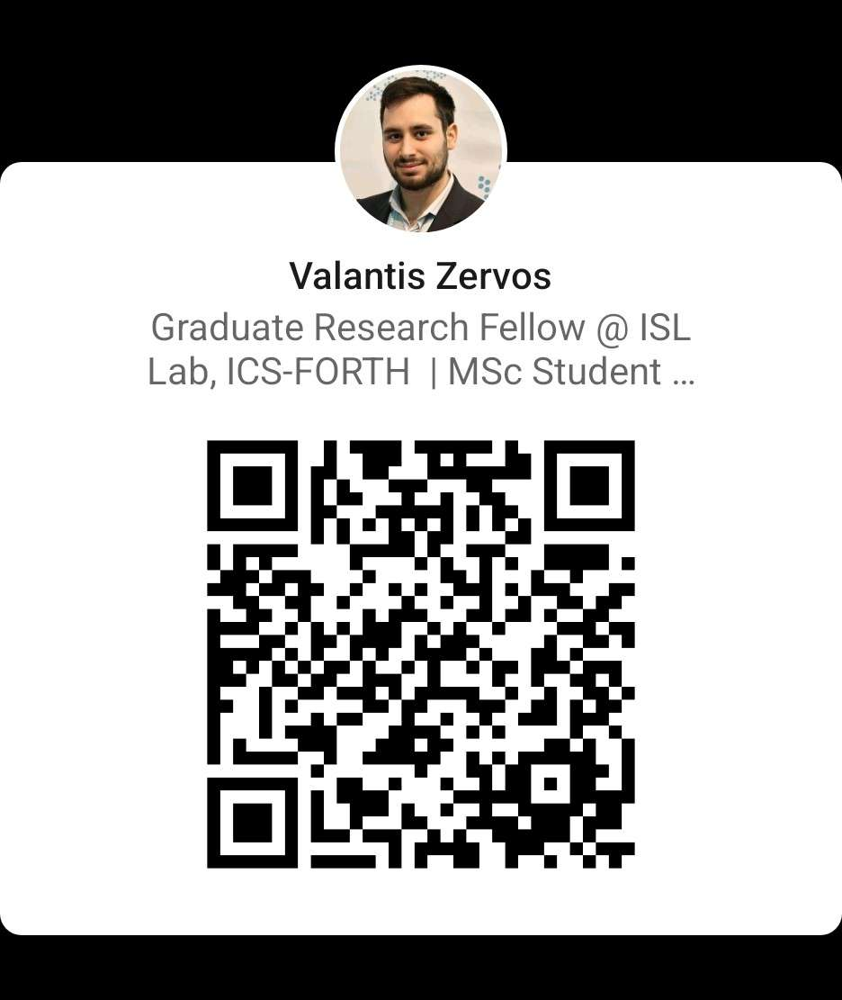 Valantis Zervos
Graduate Research Fellow @ ISL
Lab, ICS-FORTH | MSc Student ...